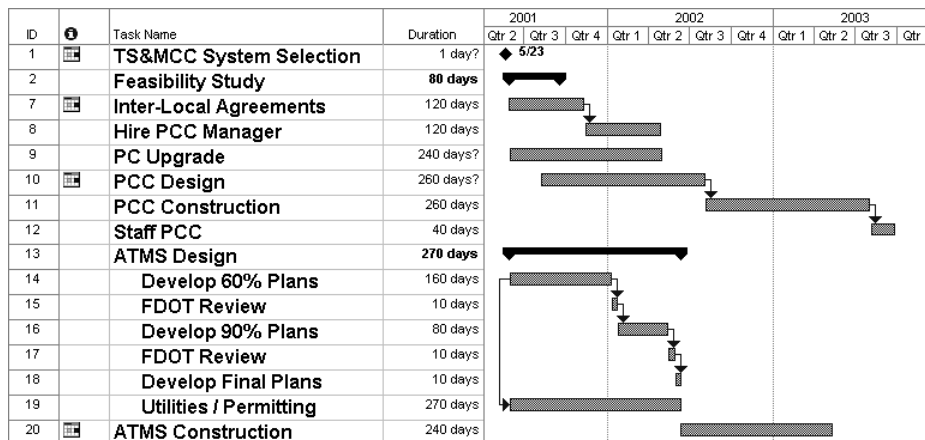 2001 2002 2003
ID Task Name Duration Qtr 2 Qtr 3 Qtr 4 Qtr 1 Qtr 2 Qtr 3 Qtr 4 Qtr 1 Qtr 2 Qtr 3 Qtr
1 TS&MCC System Selection 1 day? 5/23
2 Feasibility Study 80 days
7 Inter-Local Agreements 120 days
8 Hire PCC Manager 120 days
9 PC Upgrade 240 days?
10 PCC Design 260 days?
11 PCC Construction 260 days
12 Staff PCC 40 days
13 ATMS Design 270 days
14 Develop 60% Plans 160 days
15 FDOT Review 10 days
16 Develop 90% Plans 80 days
17 FDOT Review 10 days
18 Develop Final Plans 10 days
19 Utilities / Permitting 270 days
20 ATMS Construction 240 days